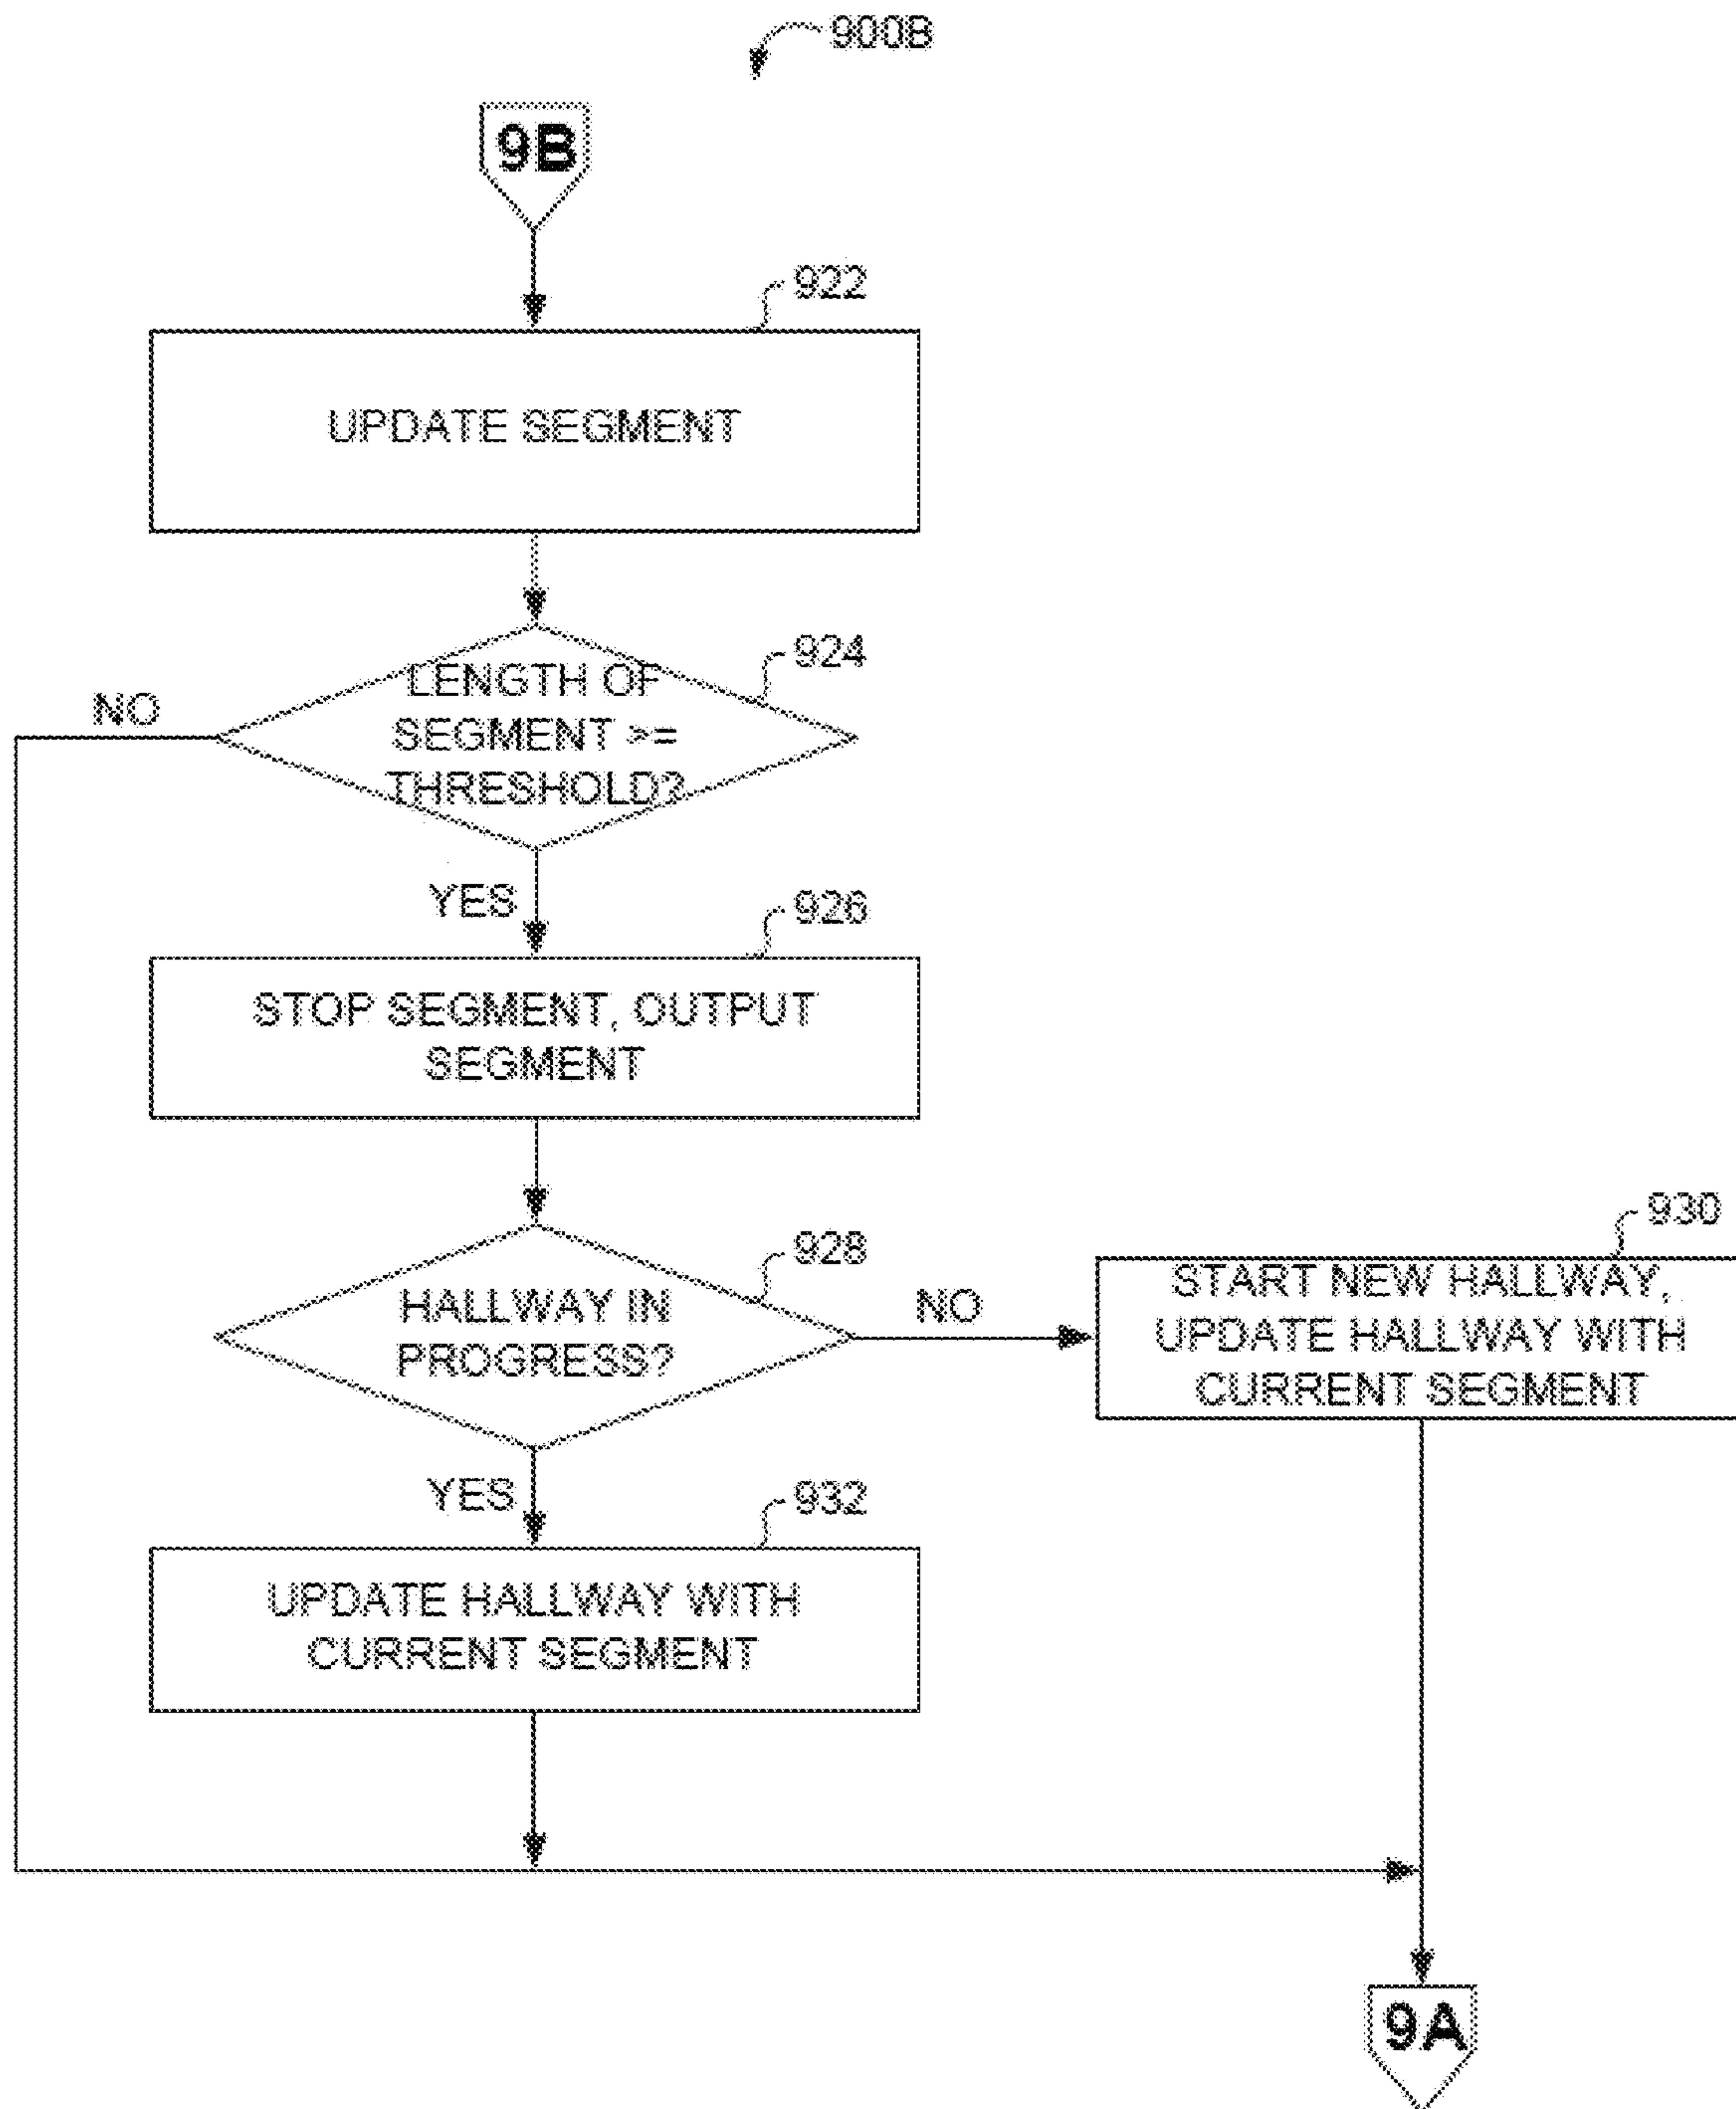 900B
9B
922
UPDATE SEGMENT
924
LENGTH OF
SEGMENT >=
THRESHOLD?
NO
YES
926
STOP SEGMENT, OUTPUT
SEGMENT
928
HALLWAY IN
PROGRESS?
NO
930
START NEW HALLWAY,
UPDATE HALLWAY WITH
CURRENT SEGMENT
YES
932
UPDATE HALLWAY WITH
CURRENT SEGMENT
9A